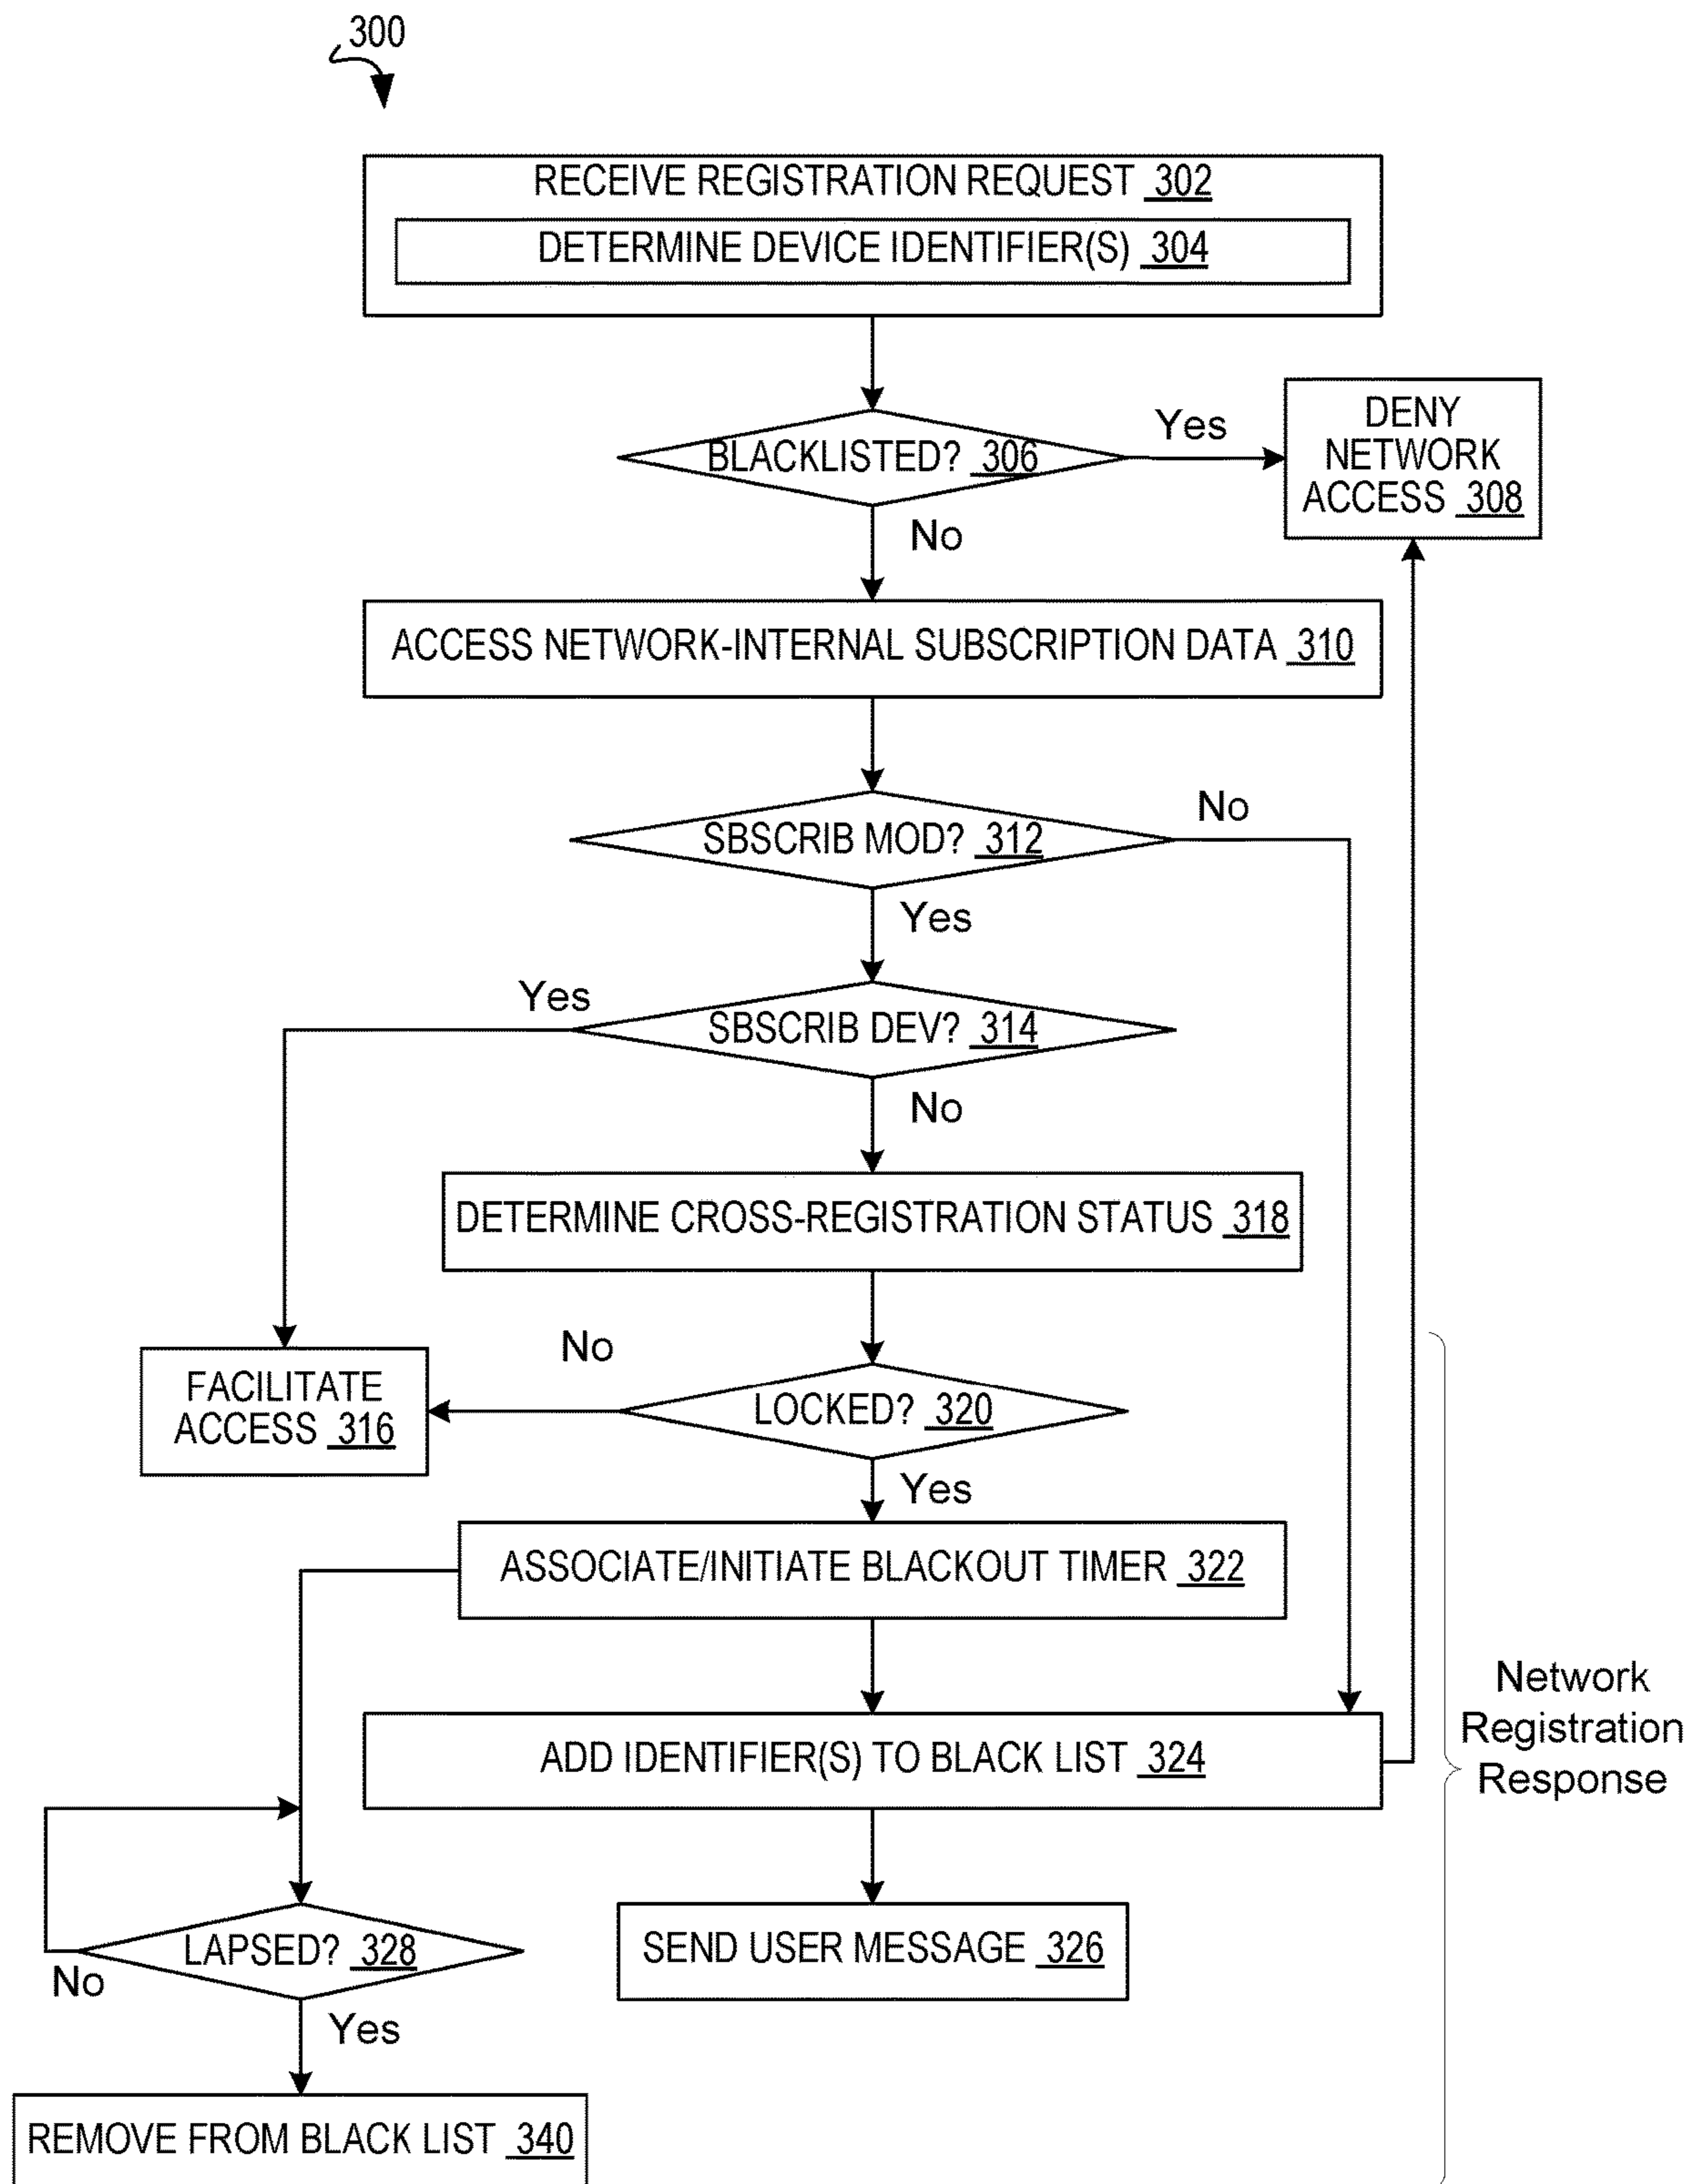 300
RECEIVE REGISTRATION REQUEST 302
DETERMINE DEVICE IDENTIFIER(S) 304
BLACKLISTED? 306
Yes
DENY
NETWORK
ACCESS 308
No
ACCESS NETWORK-INTERNAL SUBSCRIPTION DATA 310
SBSCRIB MOD? 312
No
Yes
SBSCRIB DEV? 314
Yes
No
DETERMINE CROSS-REGISTRATION STATUS 318
LOCKED? 320
No
FACILITATE
ACCESS 316
Yes
ASSOCIATE/INITIATE BLACKOUT TIMER 322
ADD IDENTIFIER(S) TO BLACK LIST 324
Network
Registration
Response
SEND USER MESSAGE 326
LAPSED? 328
No
Yes
REMOVE FROM BLACK LIST 340